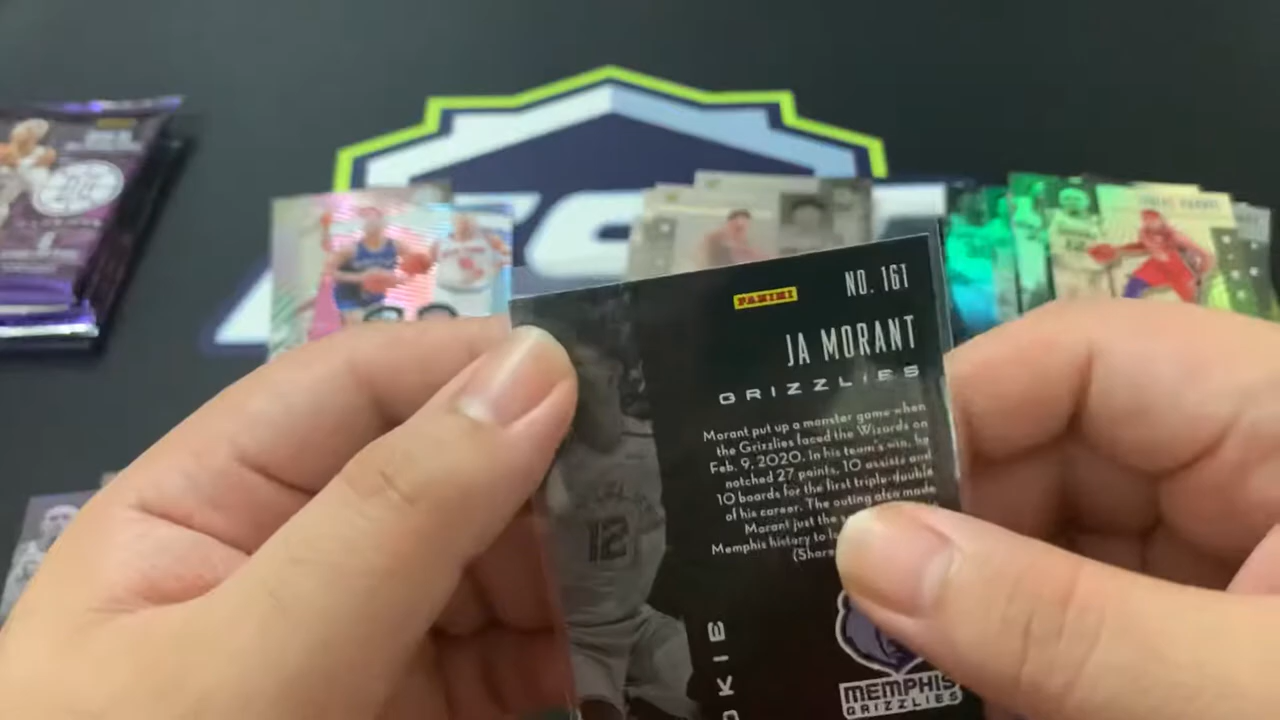 PANINI
NO. 161
JA MORANT
GRIZZLIES
Morant put up a monster game when
the Grizzlies faced the Wizards on
Feb. 9, 2020. In his team's win, he
notched 27 points, 10 assists and
10 boards for the first triple-double
of his career. The outing also made
Morant just the
Memphis history to
(Share
12
MEMPHIS
GRIZZLIES